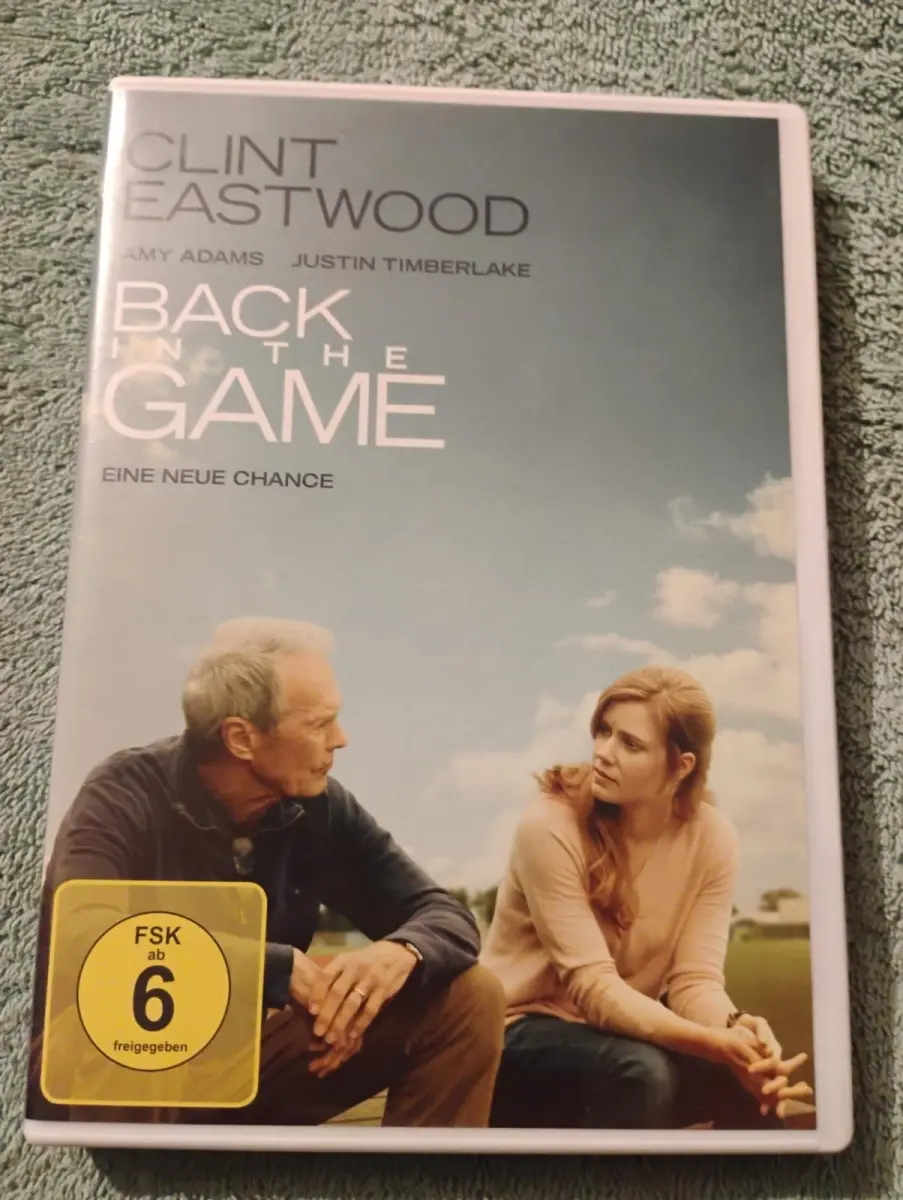 CLINT
EASTWOOD
AMY ADAMS JUSTIN TIMBERLAKE
BACK
IN THE
GAME
EINE NEUE CHANCE
FSK
ab
6
freigegeben